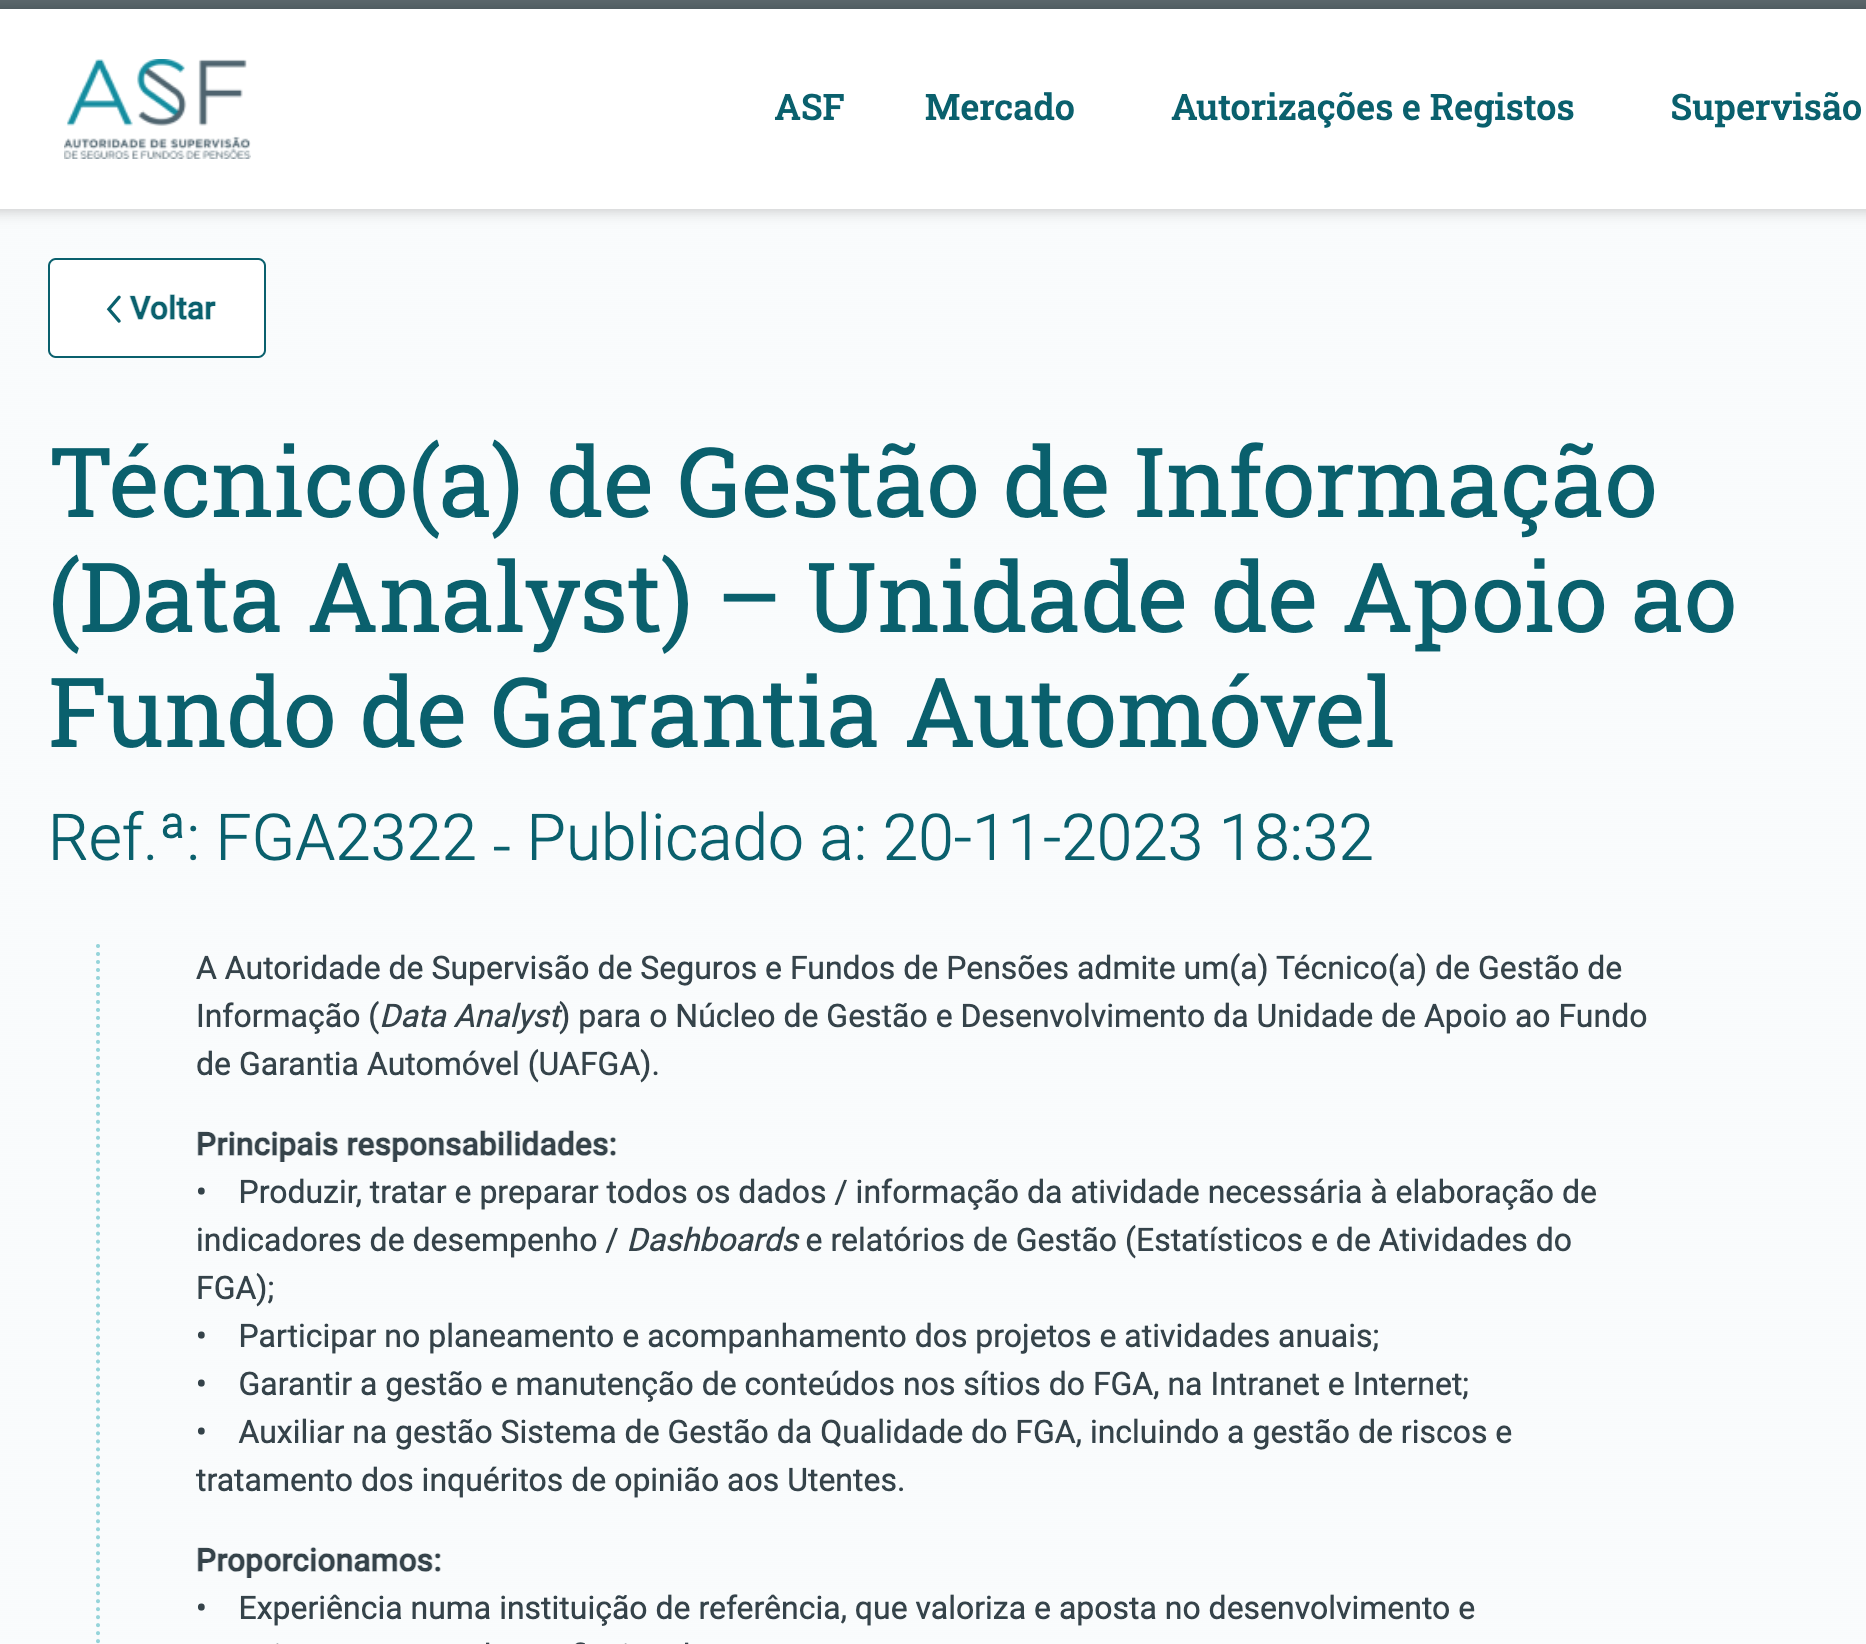 ASF
AUTORIDADE DE SUPERVISÃO
DE SEGUROS E FUNDOS DE PENSÕES
ASF Mercado Autorizações e Registos Supervisão
Voltar
Técnico(a) de Gestão de Informação
(Data Analyst) – Unidade de Apoio ao
Fundo de Garantia Automóvel
Ref.ª: FGA2322 - Publicado a: 20-11-2023 18:32
A Autoridade de Supervisão de Seguros e Fundos de Pensões admite um(a) Técnico(a) de Gestão de
Informação (Data Analyst) para o Núcleo de Gestão e Desenvolvimento da Unidade de Apoio ao Fundo
de Garantia Automóvel (UAFGA).
Principais responsabilidades:
• Produzir, tratar e preparar todos os dados / informação da atividade necessária à elaboração de
indicadores de desempenho / Dashboards e relatórios de Gestão (Estatísticos e de Atividades do
FGA);
• Participar no planeamento e acompanhamento dos projetos e atividades anuais;
• Garantir a gestão e manutenção de conteúdos nos sítios do FGA, na Intranet e Internet;
• Auxiliar na gestão Sistema de Gestão da Qualidade do FGA, incluindo a gestão de riscos e
tratamento dos inquéritos de opinião aos Utentes.
Proporcionamos:
• Experiência numa instituição de referência, que valoriza e aposta no desenvolvimento e